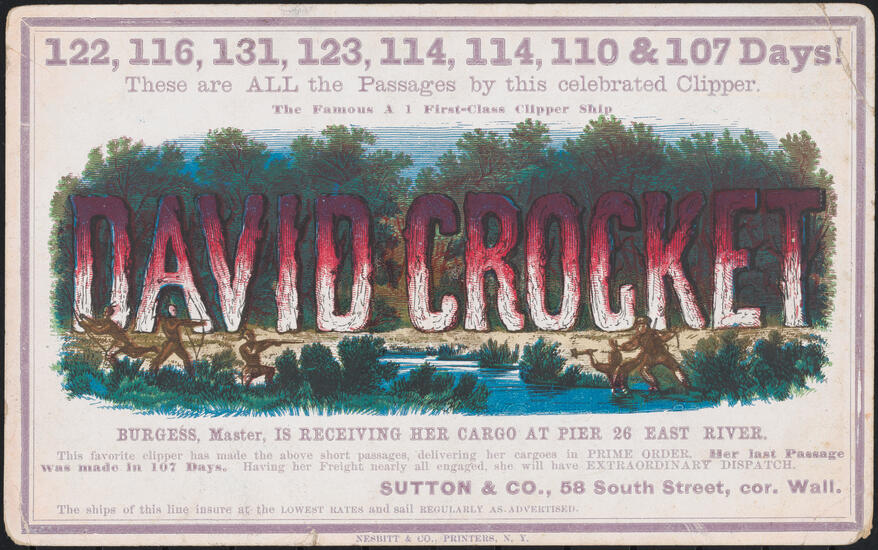 122, 116, 131, 123, 114, 114, 110 & 107 Days!
These are ALL the Passages by this celebrated Clipper.
The Famous A 1 First-Class Clipper Ship
DAVID CROCKET
BURGESS, Master, IS RECEIVING HER CARGO AT PIER 26 EAST RIVER.
This favorite clipper has made the above short passages, delivering her cargoes in PRIME ORDER. Her last Passage
was made in 107 Days. Having her Freight nearly all engaged, she will have EXTRAORDINARY DISPATCH.
SUTTON & CO., 58 South Street, cor. Wall.
The ships of this line insure at the LOWEST RATES and sail REGULARLY AS ADVERTISED.
NESBITT & CO., PRINTERS, N. Y.